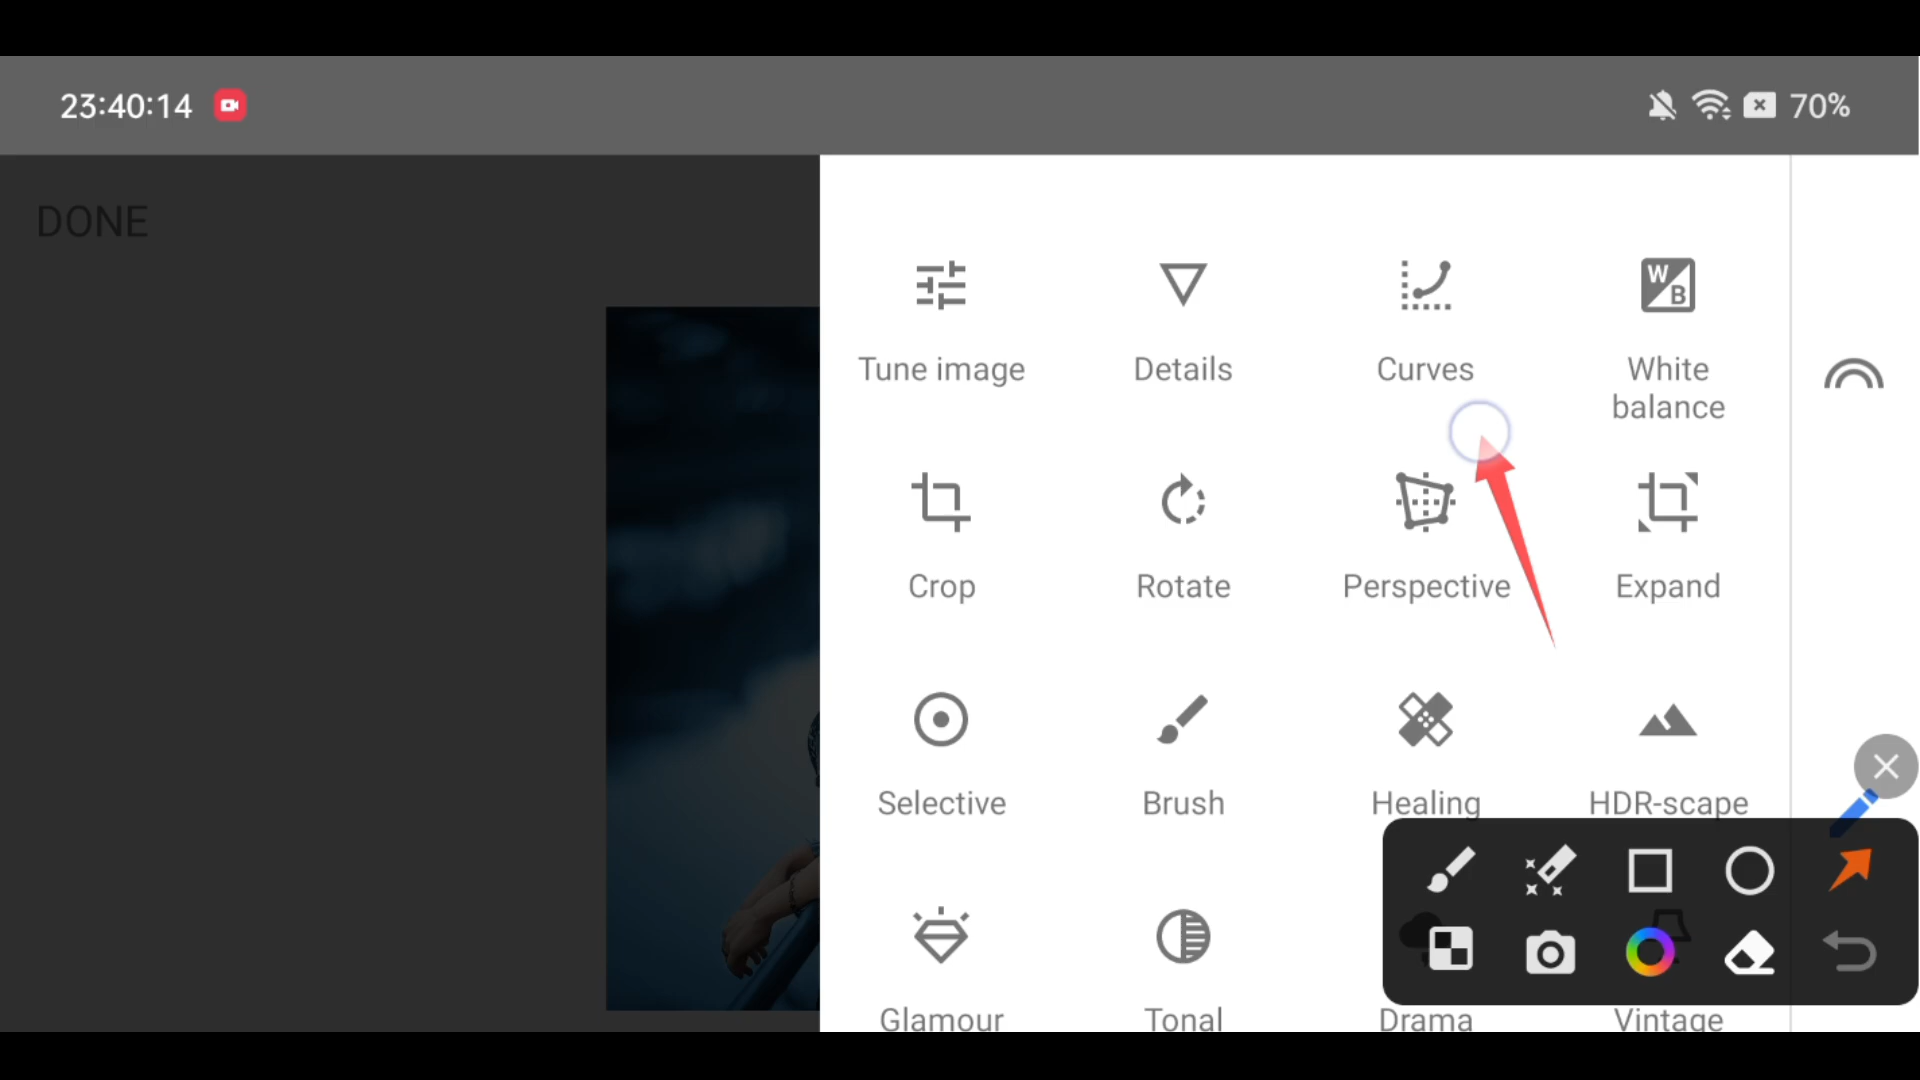 23:40:14
70%
DONE
Tune image
Details
Curves
White
balance
W
B
Crop
Rotate
Perspective
Expand
Selective
Brush
Healing
HDR-scape
Glamour
Tonal
Drama
Vintage